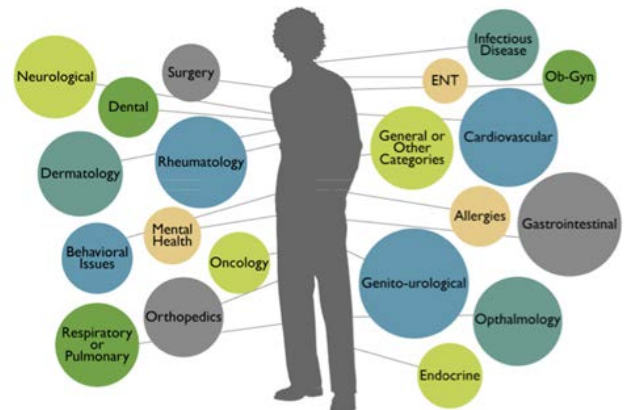 Neurological
Surgery
Dental
Dermatology
Rheumatology
Mental
Health
Behavioral
Issues
Oncology
Orthopedics
Respiratory
or
Pulmonary
Infectious
Disease
ENT
Ob-Gyn
General or
Other
Categories
Cardiovascular
Allergies
Gastrointestinal
Genito-urological
Opthalmology
Endocrine